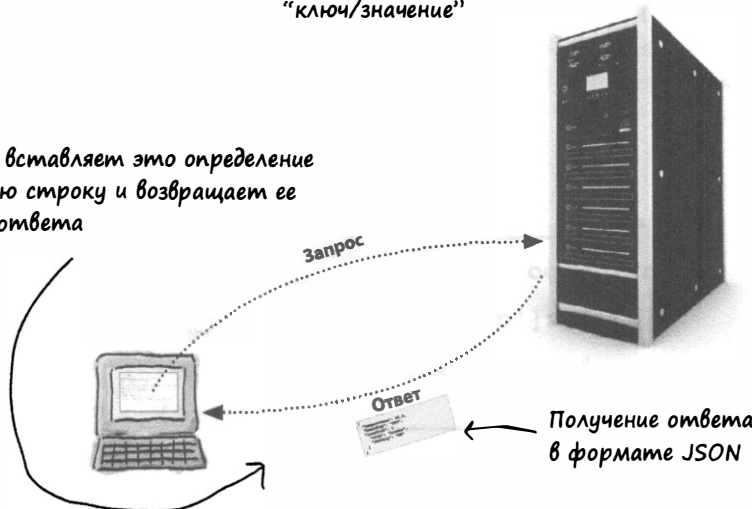 “ключ/значение”
вставляет это определение
ю строку и возвращает ее
ответа
Запрос
Ответ
Получение ответа
в формате JSON